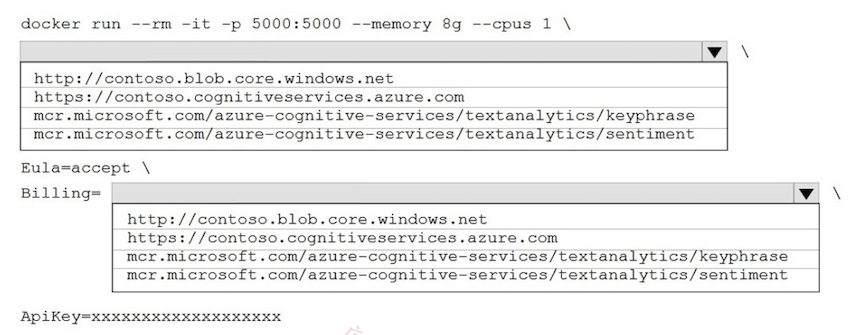 docker run --rm -it -p 5000:5000 --memory 8g --cpus 1 \
\
http://contoso.blob.core.windows.net
https://contoso.cognitiveservices.azure.com
mcr.microsoft.com/azure-cognitive-services/textanalytics/keyphrase
mcr.microsoft.com/azure-cognitive-services/textanalytics/sentiment
Eula=accept \
Billing= \
http://contoso.blob.core.windows.net
https://contoso.cognitiveservices.azure.com
mcr.microsoft.com/azure-cognitive-services/textanalytics/keyphrase
mcr.microsoft.com/azure-cognitive-services/textanalytics/sentiment
ApiKey=xxxxxxxxxxxxxxxxxxx